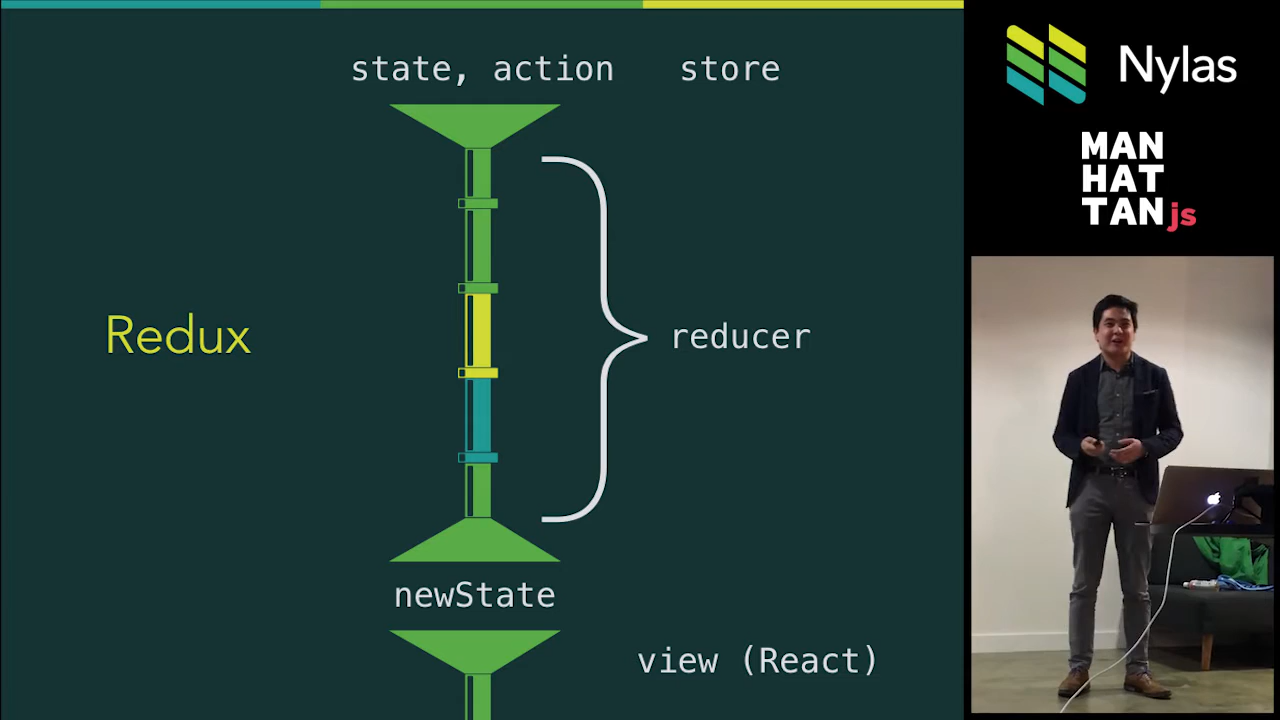 state, action
store
Redux
reducer
newState
view (React)
Nylas
MAN
HAT
TANjs